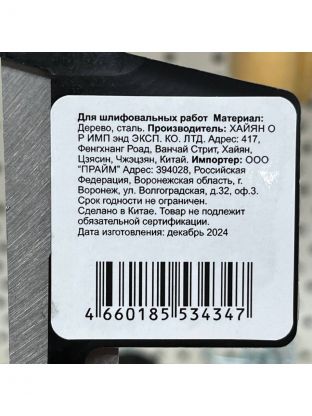 Для шлифовальных работ Материал:
Дерево, сталь. Производитель: ХАЙЯН О
Р ИМП энд ЭКСП. КО. ЛТД. Адрес: 417,
Фенгхнанг Роад, Ванчай Стрит, Хайян,
Цзясин, Чжэцзян, Китай. Импортер: ООО
"ПРАЙМ" Адрес: 394028, Российская
Федерация, Воронежская область, г.
Воронеж, ул. Волгоградская, д.32, оф.3.
Срок годности не ограничен.
Сделано в Китае. Товар не подлежит
обязательной сертификации.
Дата изготовления: декабрь 2024
4 660185 534347